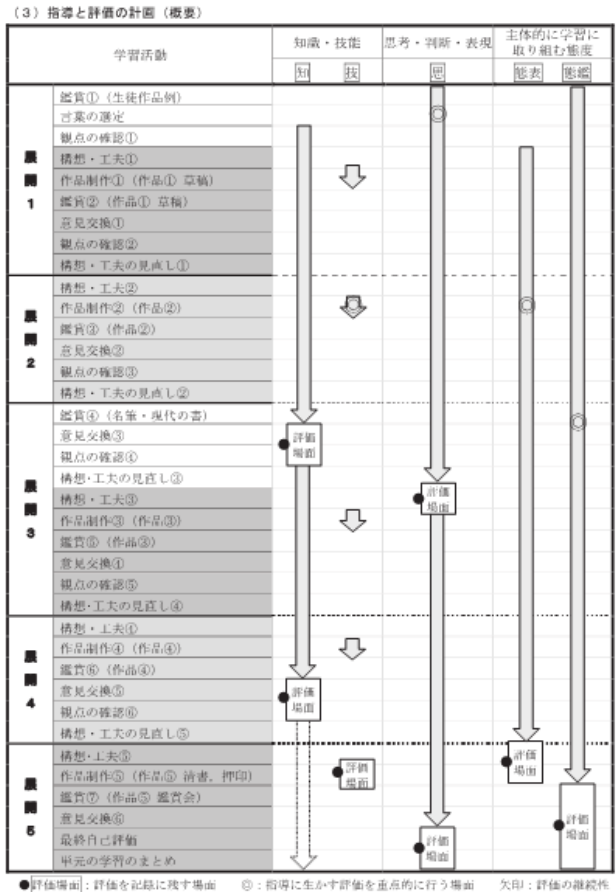 (3)指導と評価の計画(概要)
学習活動
知識・技能
思考・判断・表現
主体的に学習に
取り組む態度
知
技
思
態表
態鑑
展開1
鑑賞①(生徒作品例)
言葉の選定
観点の確認①
構想・工夫①
作品制作①(作品① 草稿)
鑑賞②(作品① 草稿)
意見交換①
観点の確認②
構想・工夫の見直し①
展開2
構想・工夫②
作品制作②(作品②)
◎
鑑賞③(作品②)
意見交換②
観点の確認③
構想・工夫の見直し②
展開3
鑑賞④(名筆・現代の書)
意見交換③
観点の確認④
構想・工夫の見直し③
構想・工夫③
作品制作③(作品③)
鑑賞⑤(作品③)
意見交換④
観点の確認⑤
構想・工夫の見直し④
●評価
場面
●評価
場面
展開4
構想・工夫④
作品制作④(作品④)
鑑賞⑥(作品④)
意見交換⑤
観点の確認⑥
構想・工夫の見直し⑤
●評価
場面
展開5
構想・工夫⑤
作品制作⑤(作品⑤ 清書、押印)
鑑賞⑦(作品⑤ 鑑賞会)
意見交換⑥
最終自己評価
単元の学習のまとめ
●評価
場面
●評価
場面
●評価
場面
●評価
場面
●評価場面:評価を記録に残す場面 ◎:指導に生かす評価を重点的に行う場面 矢印:評価の継続性